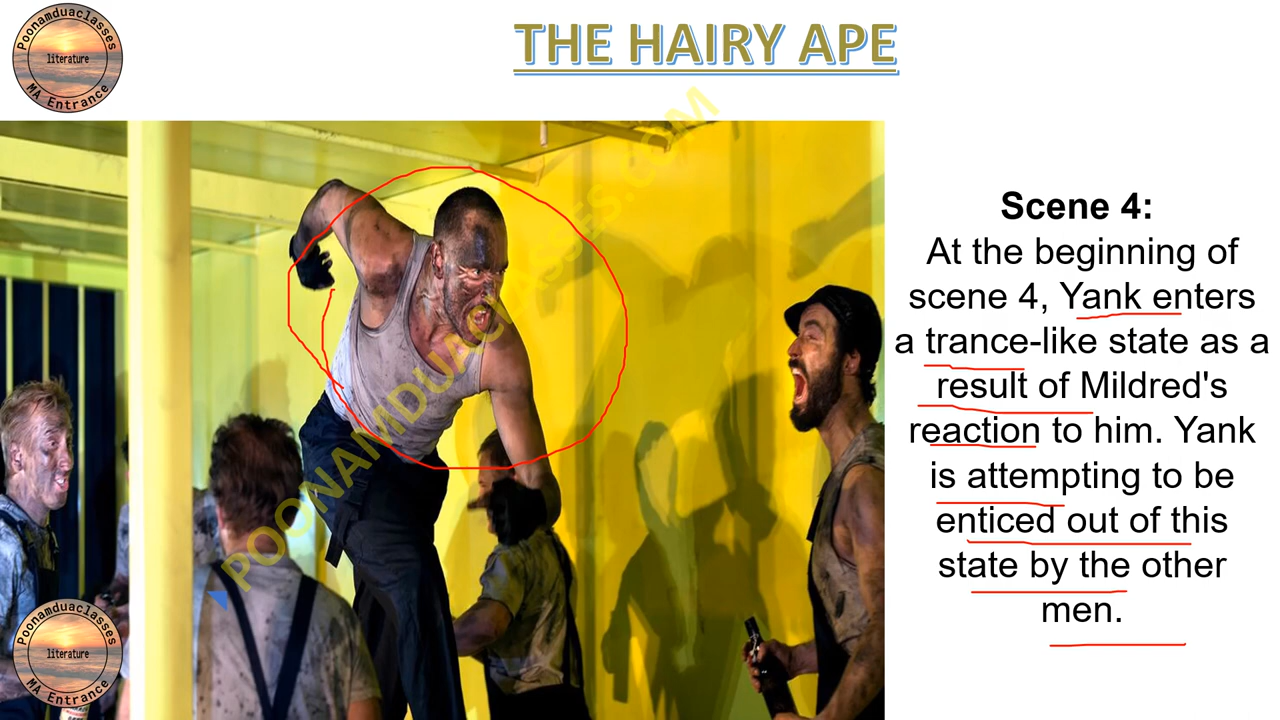 Poonamduaclasses
literature
MA Entrance
THE HAIRY APE
POONAMDUACLASSES.COM
Scene 4:
At the beginning of
scene 4, Yank enters
a trance-like state as a
result of Mildred's
reaction to him. Yank
is attempting to be
enticed out of this
state by the other
men.
Poonamduaclasses
literature
MA Entrance